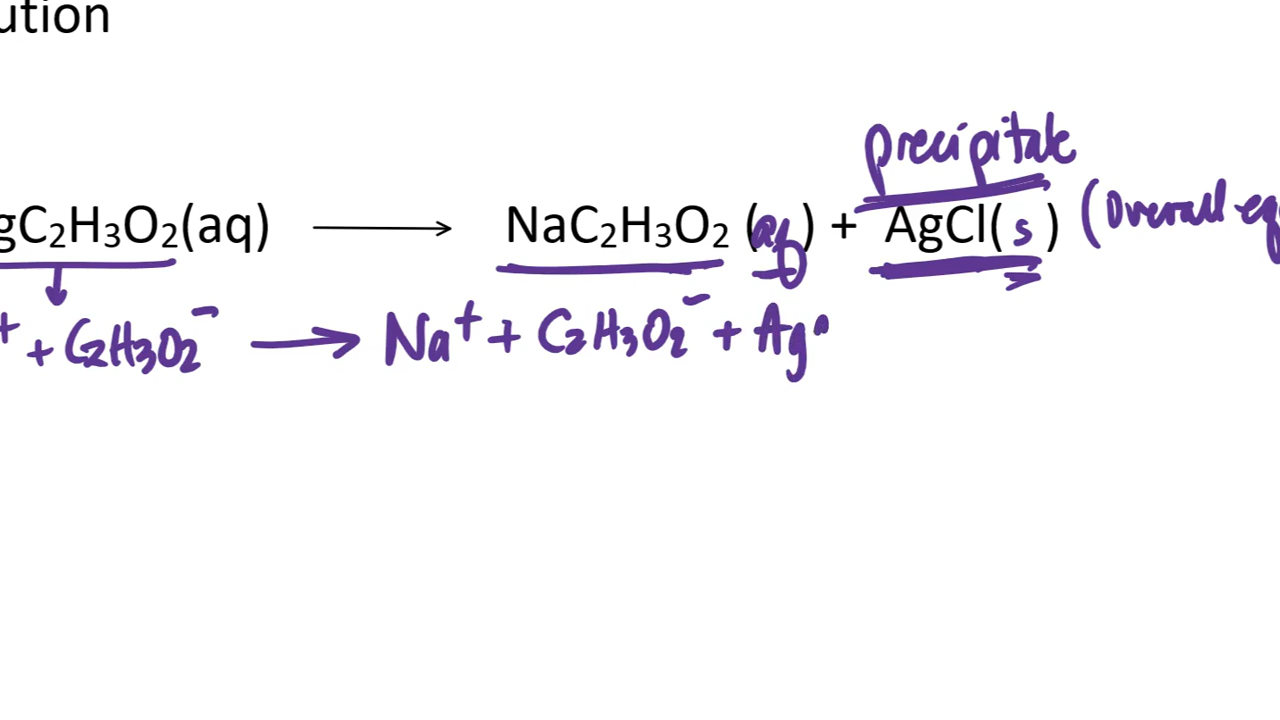 ution
precipitate
gC₂H₃O₂(aq) ⟶ NaC₂H₃O₂ (aq) + AgCl(s) (Overall eq
+ + C₂H₃O₂⁻ ⟶ Na⁺ + C₂H₃O₂⁻ + Ag